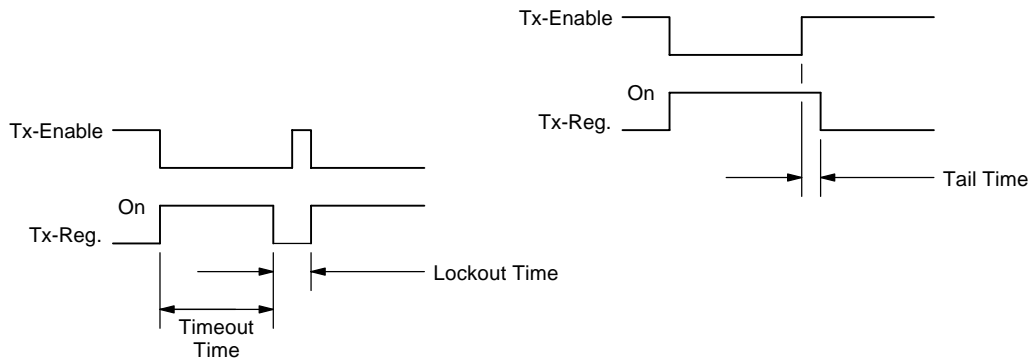 Tx-Enable
On
Tx-Reg.
Lockout Time
Timeout
Time
Tx-Enable
On
Tx-Reg.
Tail Time